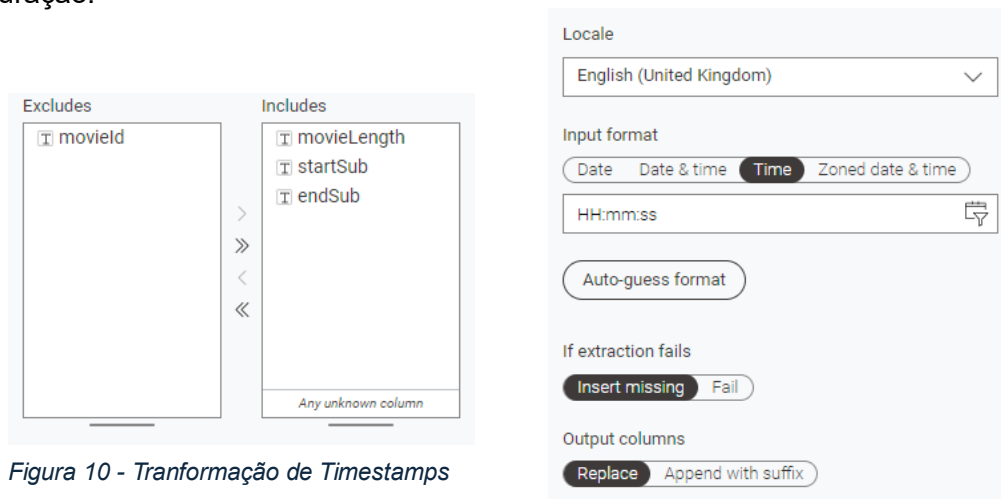 uração.
Excludes
movieId
Includes
movieLength
startSub
endSub
Any unknown column
Figura 10 - Tranformação de Timestamps
Locale
English (United Kingdom)
Input format
Date Date & time Time Zoned date & time
HH:mm:ss
Auto-guess format
If extraction fails
Insert missing Fail
Output columns
Replace Append with suffix